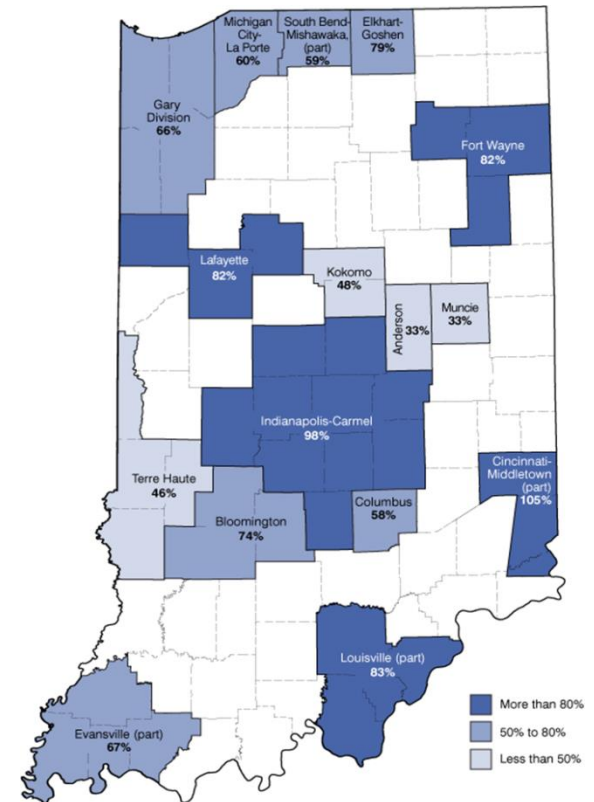 Michigan
City-
La Porte
60%
South Bend-
Mishawaka,
(part)
59%
Elkhart-
Goshen
79%
Gary
Division
66%
Fort Wayne
82%
Lafayette
82%
Kokomo
48%
Anderson
33%
Muncie
33%
Indianapolis-Carmel
98%
Cincinnati-
Middletown
(part)
105%
Terre Haute
46%
Columbus
58%
Bloomington
74%
Louisville (part)
83%
Evansville (part)
67%
More than 80%
50% to 80%
Less than 50%